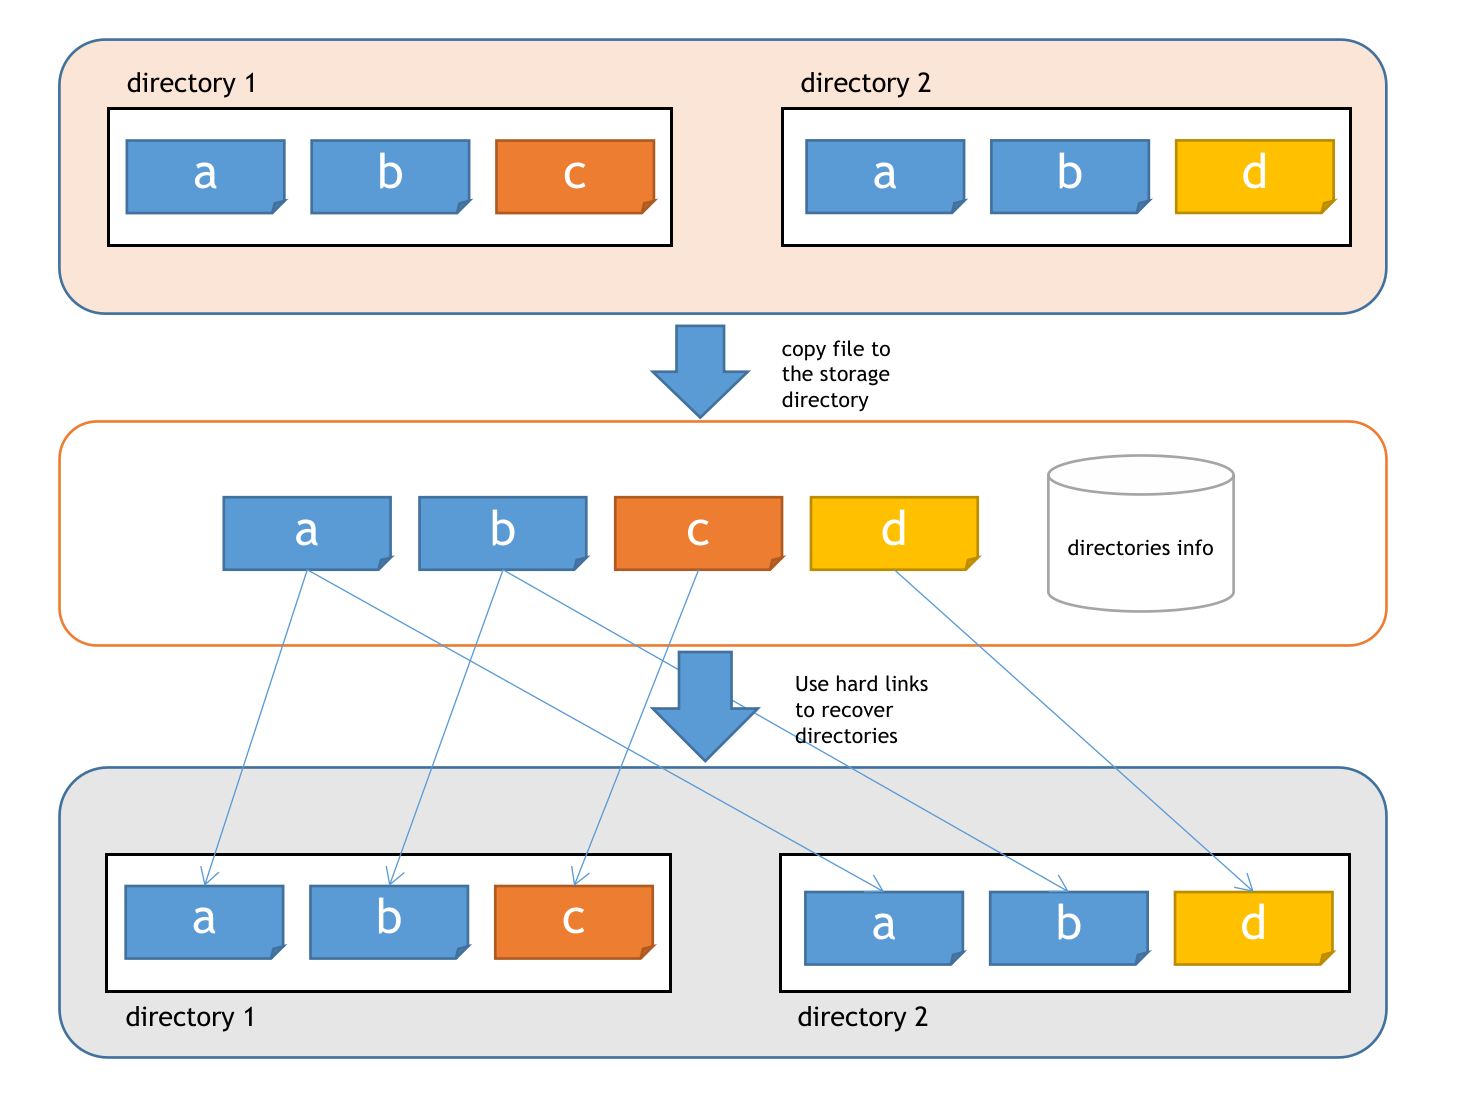 directory 1
directory 2
a
b
c
a
b
d
copy file to
the storage
directory
a
b
c
d
directories info
Use hard links
to recover
directories
a
b
c
a
b
d
directory 1
directory 2